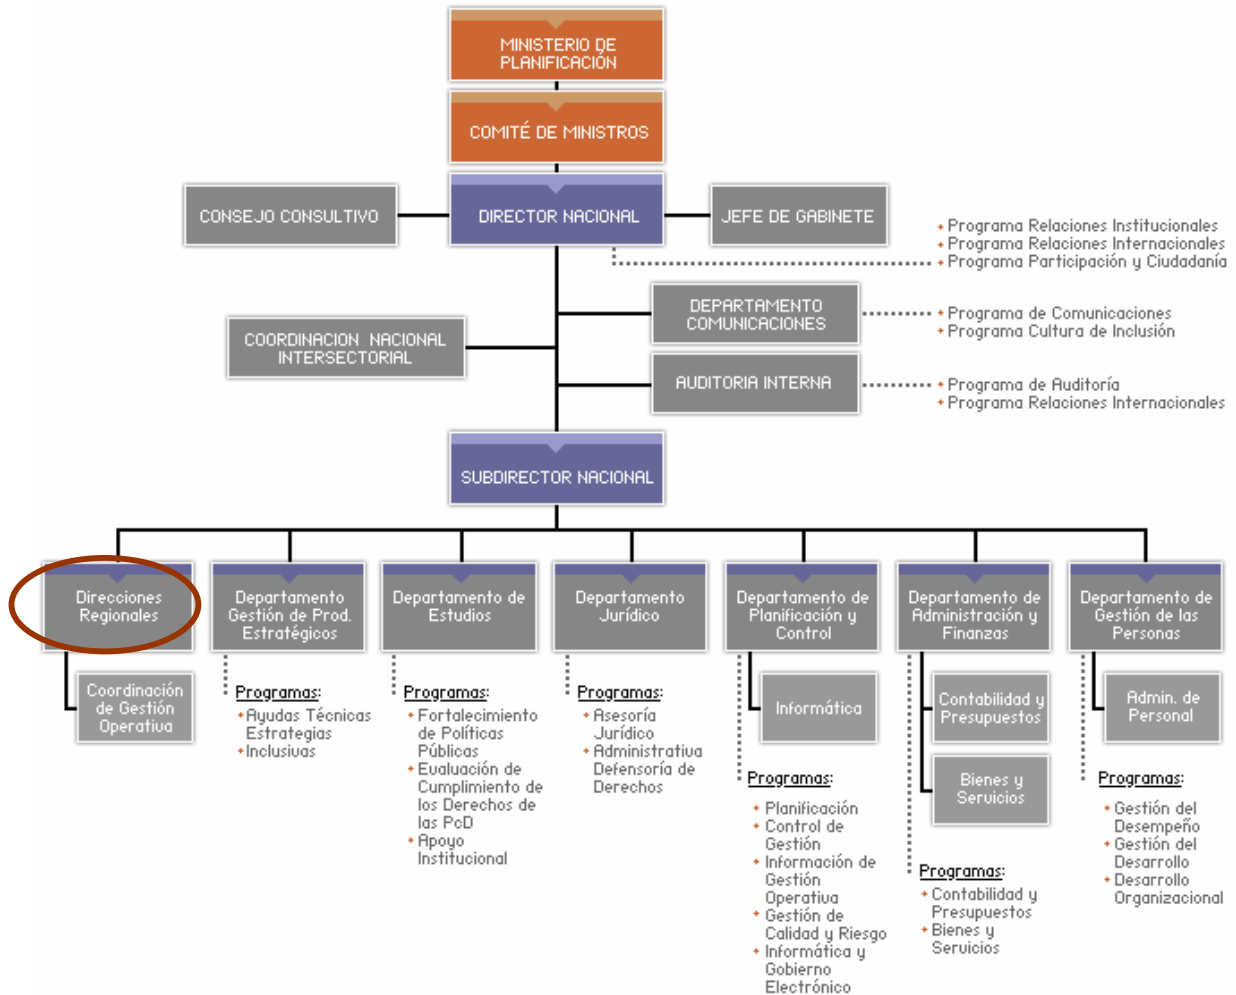 MINISTERIO DE
PLANIFICACIÓN
COMITÉ DE MINISTROS
CONSEJO CONSULTIVO
DIRECTOR NACIONAL
JEFE DE GABINETE
Programa Relaciones Institucionales
Programa Relaciones Internacionales
Programa Participación y Ciudadanía
DEPARTAMENTO
COMUNICACIONES
Programa de Comunicaciones
Programa Cultura de Inclusión
COORDINACION NACIONAL
INTERSECTORIAL
AUDITORIA INTERNA
Programa de Auditoría
Programa Relaciones Internacionales
SUBDIRECTOR NACIONAL
Direcciones
Regionales
Coordinación
de Gestión
Operativa
Departamento
Gestión de Prod.
Estratégicos
Programas:
Ayudas Técnicas
Estrategias
Inclusivas
Departamento de
Estudios
Programas:
Fortalecimiento
de Políticas
Públicas
Evaluación de
Cumplimiento de
los Derechos de
las PcD
Apoyo
Institucional
Departamento
Jurídico
Programas:
Asesoría
Jurídico
Administrativa
Defensoría de
Derechos
Departamento de
Planificación y
Control
Informática
Programas:
Planificación
Control de
Gestión
Información de
Gestión
Operativa
Gestión de
Calidad y Riesgo
Informática y
Gobierno
Electrónico
Departamento de
Administración y
Finanzas
Contabilidad y
Presupuestos
Bienes y
Servicios
Programas:
Contabilidad y
Presupuestos
Bienes y
Servicios
Departamento de
Gestión de las
Personas
Admin. de
Personal
Programas:
Gestión del
Desempeño
Gestión del
Desarrollo
Desarrollo
Organizacional